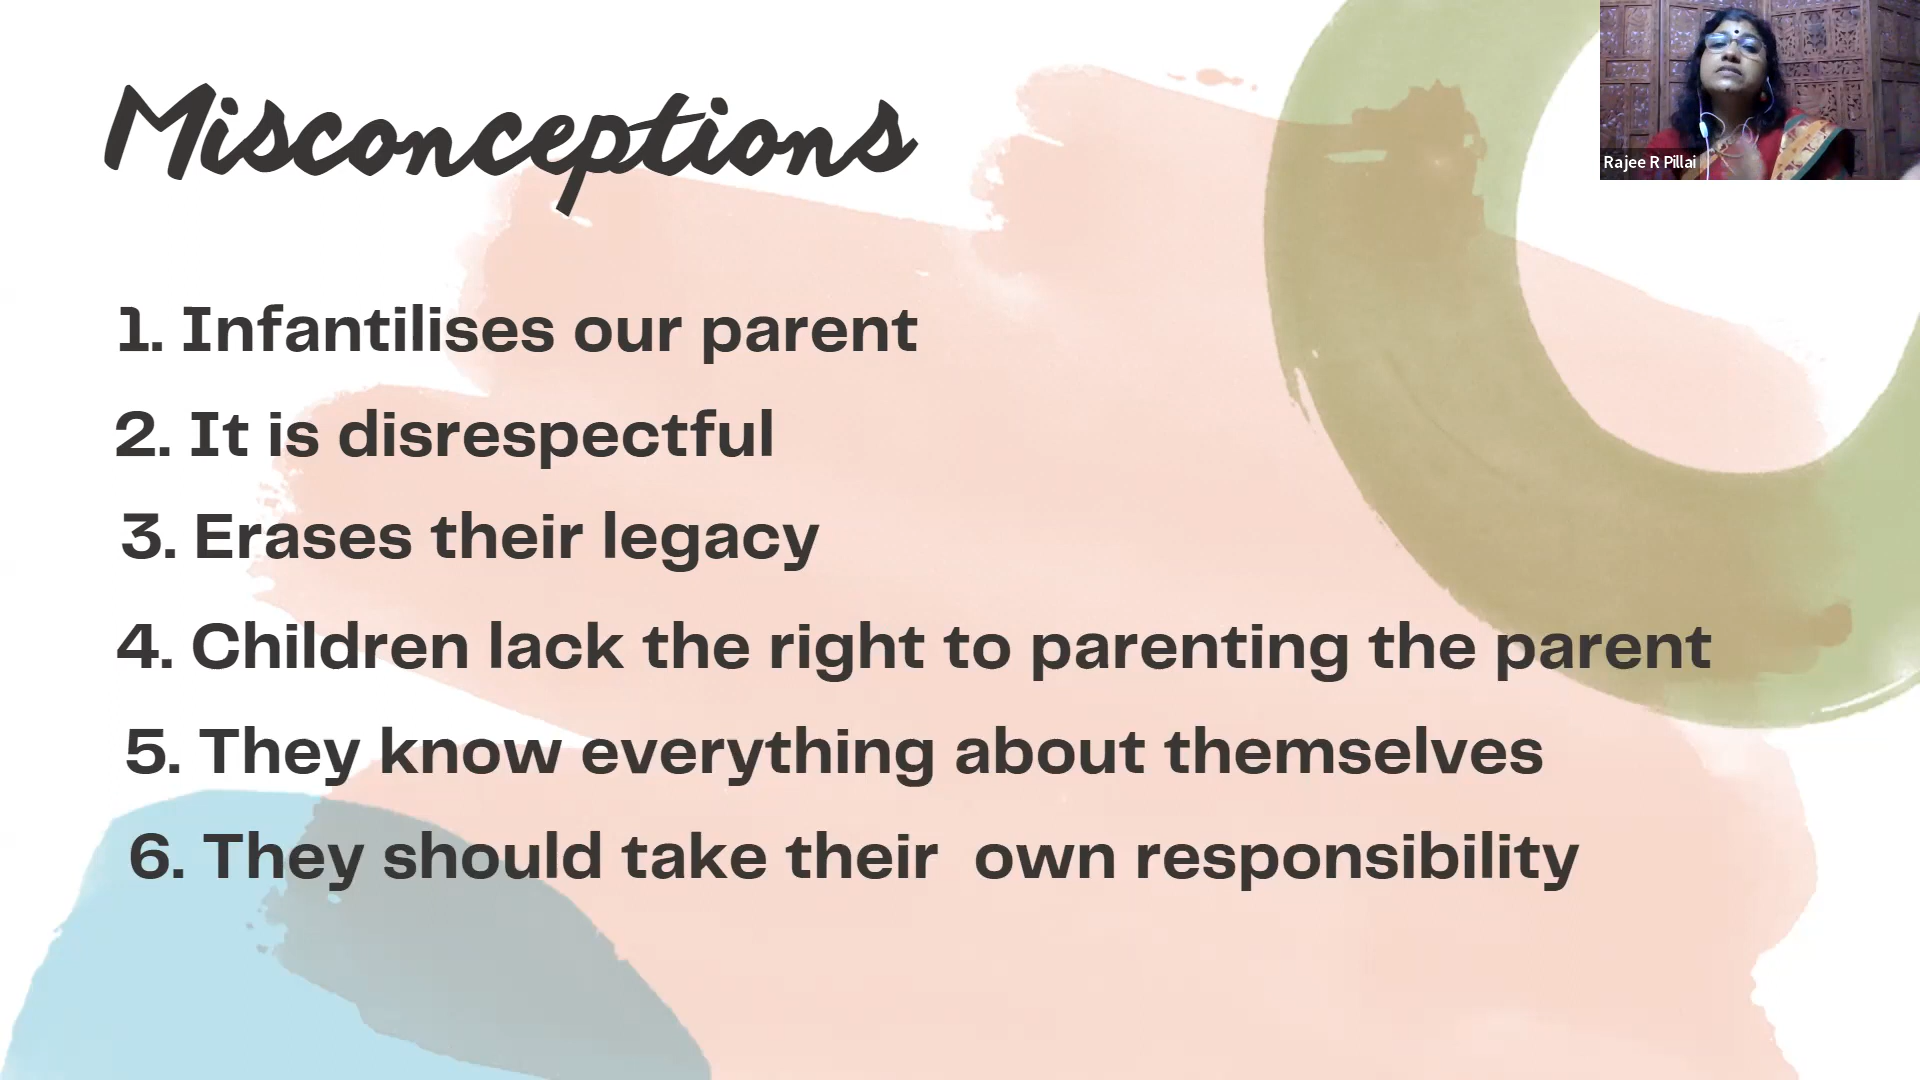 Misconceptions
Rajee R Pillai
1. Infantilises our parent
2. It is disrespectful
3. Erases their legacy
4. Children lack the right to parenting the parent
5. They know everything about themselves
6. They should take their  own responsibility